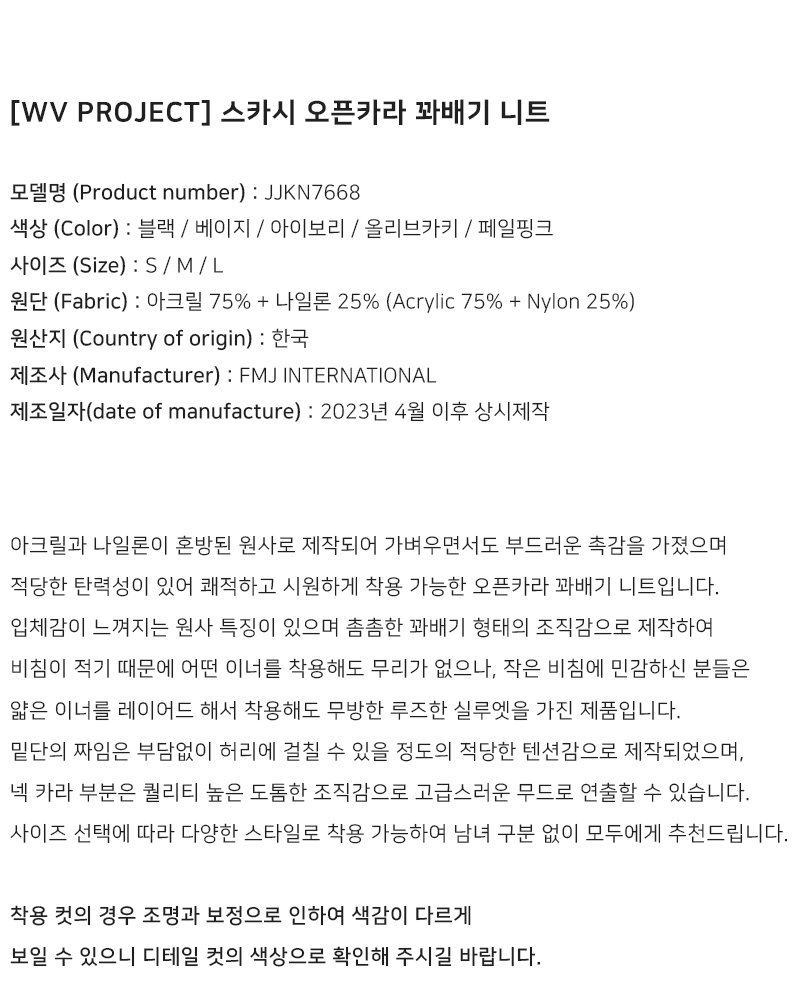 [WV PROJECT] 스카시 오픈카라 꽈배기 니트
모델명 (Product number) : JJKN7668
색상 (Color) : 블랙 / 베이지 / 아이보리 / 올리브카키 / 페일핑크
사이즈 (Size) : S / M / L
원단 (Fabric) : 아크릴 75% + 나일론 25% (Acrylic 75% + Nylon 25%)
원산지 (Country of origin) : 한국
제조사 (Manufacturer) : FMJ INTERNATIONAL
제조일자(date of manufacture) : 2023년 4월 이후 상시제작
아크릴과 나일론이 혼방된 원사로 제작되어 가벼우면서도 부드러운 촉감을 가졌으며
적당한 탄력성이 있어 쾌적하고 시원하게 착용 가능한 오픈카라 꽈배기 니트입니다.
입체감이 느껴지는 원사 특징이 있으며 촘촘한 꽈배기 형태의 조직감으로 제작하여
비침이 적기 때문에 어떤 이너를 착용해도 무리가 없으나, 작은 비침에 민감하신 분들은
얇은 이너를 레이어드 해서 착용해도 무방한 루즈한 실루엣을 가진 제품입니다.
밑단의 짜임은 부담없이 허리에 걸칠 수 있을 정도의 적당한 텐션감으로 제작되었으며,
넥 카라 부분은 퀄리티 높은 도톰한 조직감으로 고급스러운 무드로 연출할 수 있습니다.
사이즈 선택에 따라 다양한 스타일로 착용 가능하여 남녀 구분 없이 모두에게 추천드립니다.
착용 컷의 경우 조명과 보정으로 인하여 색감이 다르게
보일 수 있으니 디테일 컷의 색상으로 확인해 주시길 바랍니다.